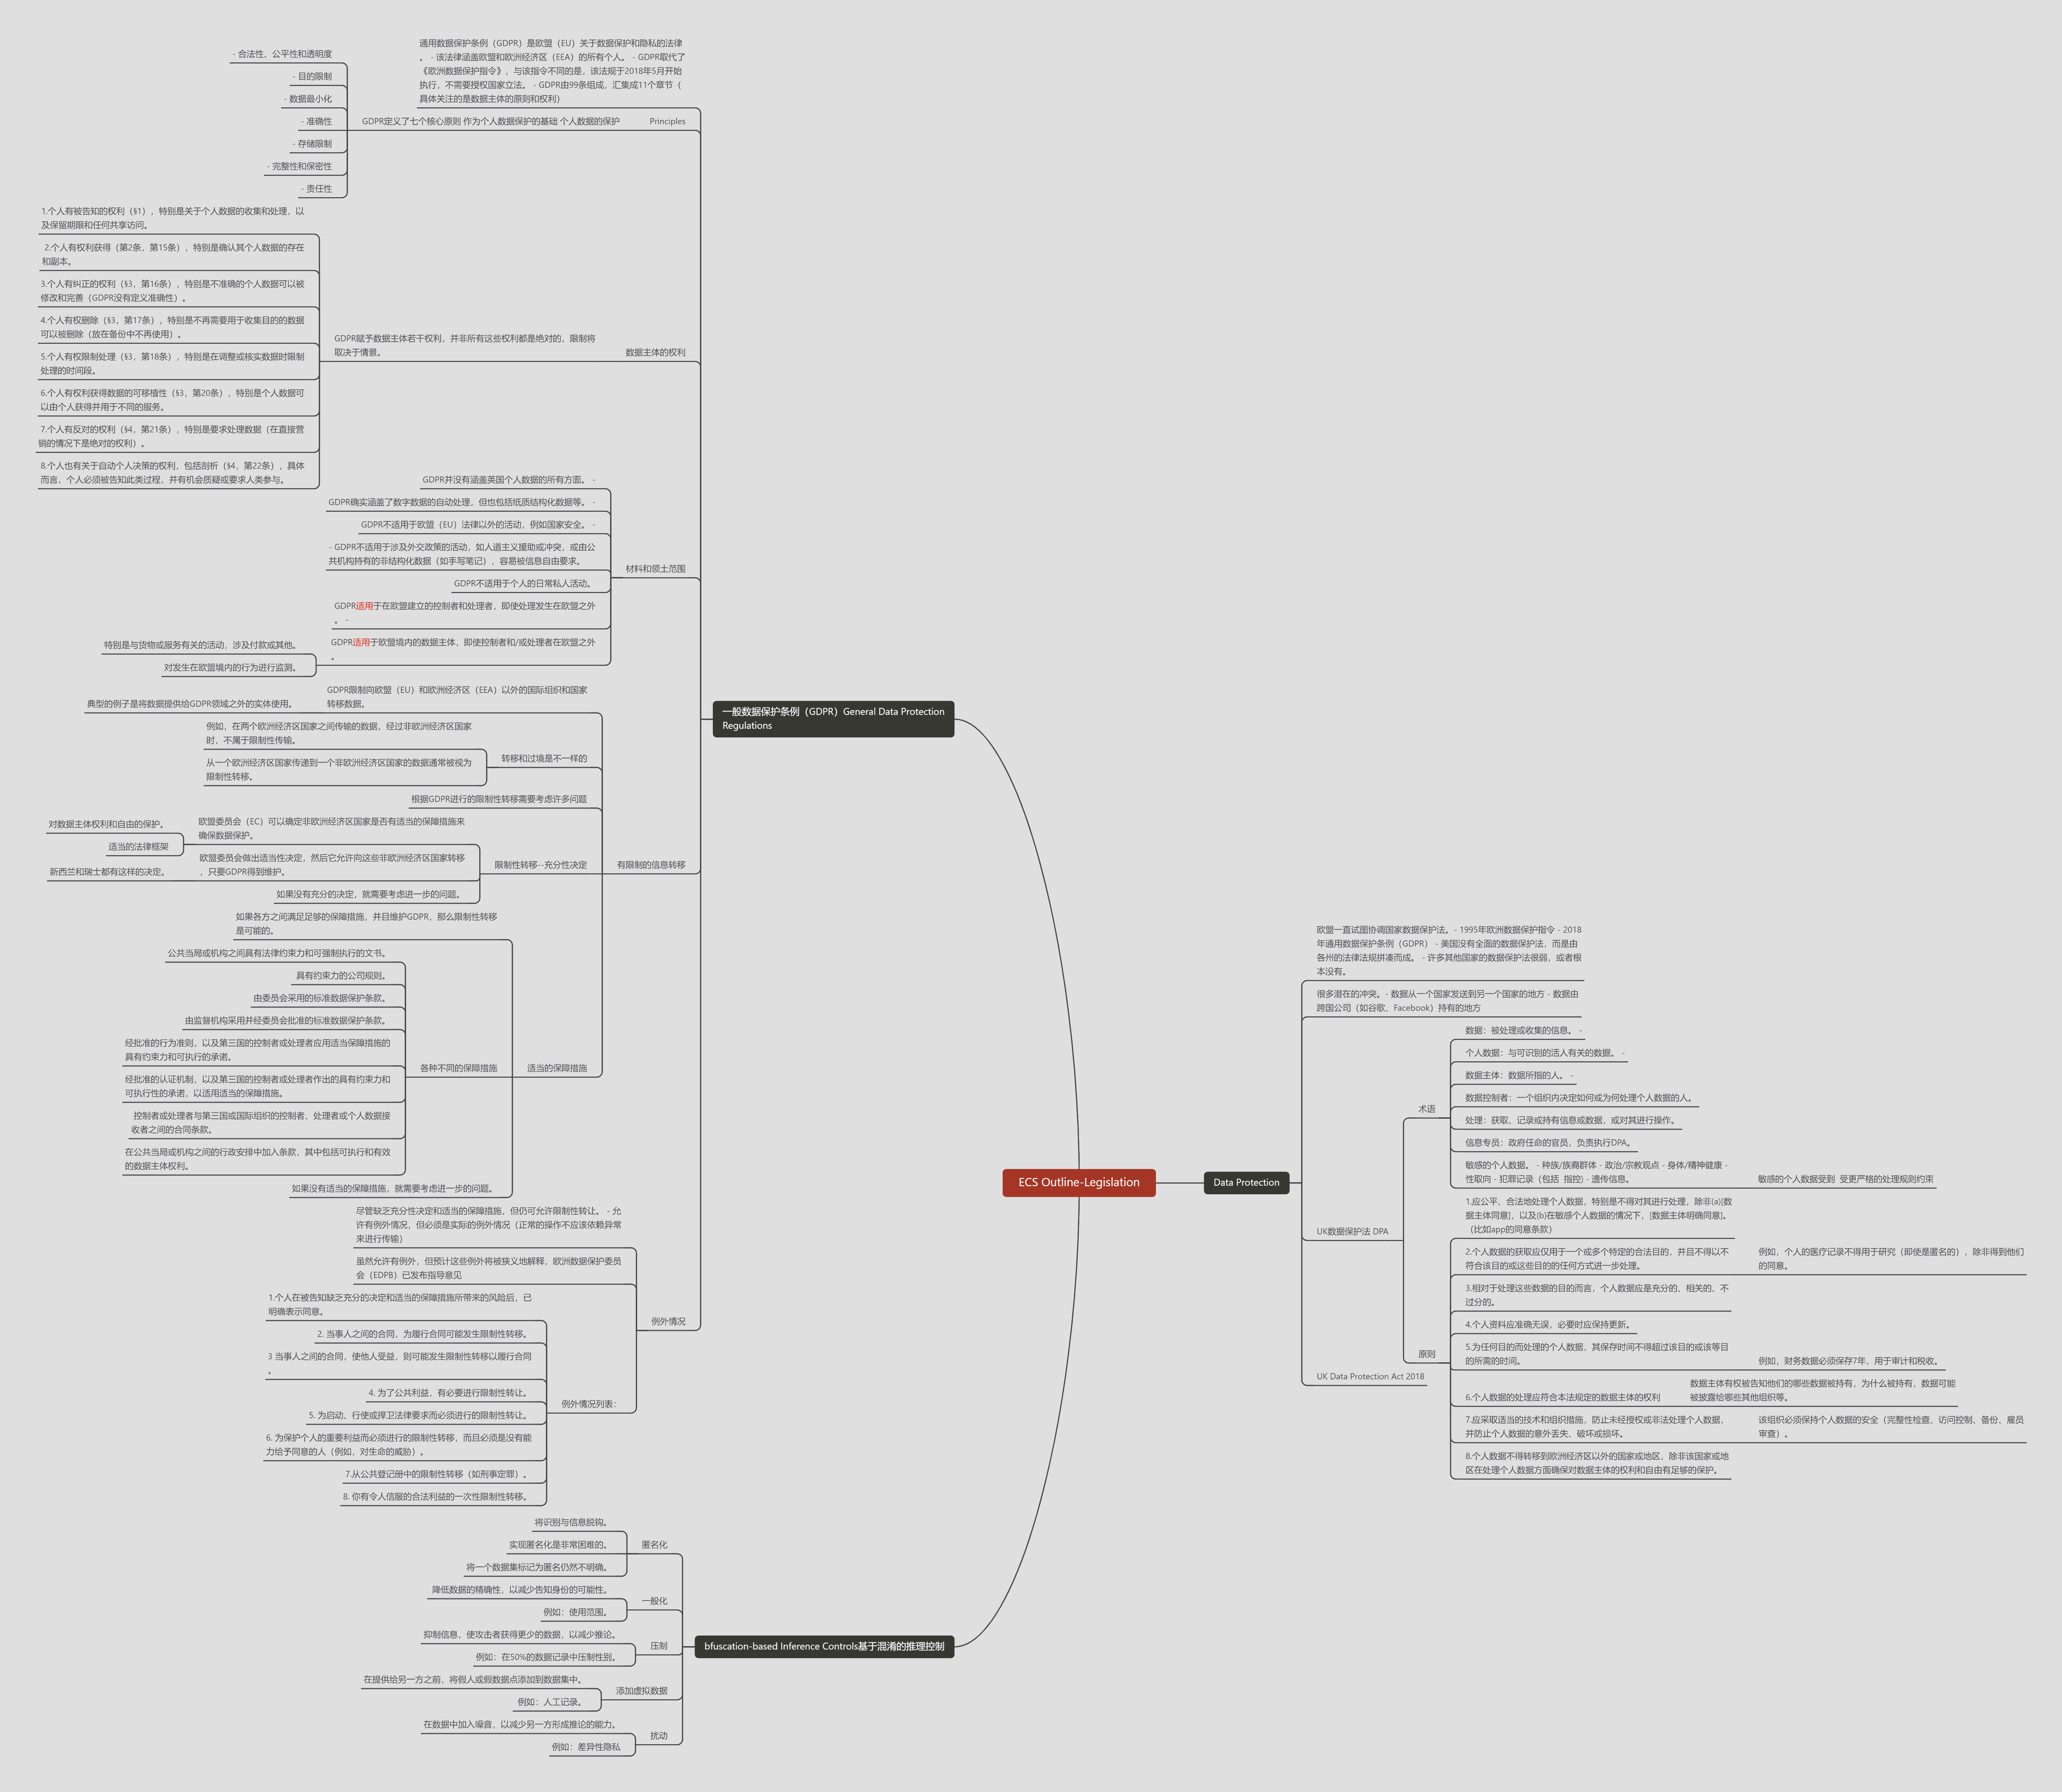 ECS Outline-Legislation
Data Protection
欧盟一直试图协调国家数据保护法。- 1995年欧洲数据保护指令 - 2018
年通用数据保护条例（GDPR） - 美国没有全面的数据保护法，而是由
各州的法律法规拼凑而成。 - 许多其他国家的数据保护法很弱，或者根
本没有。
很多潜在的冲突。- 数据从一个国家发送到另一个国家的地方 - 数据由
跨国公司（如谷歌、Facebook）持有的地方
UK数据保护法 DPA
术语
数据：被处理或收集的信息。 -
个人数据：与可识别的活人有关的数据。 -
数据主体：数据所指的人。 -
数据控制者：一个组织内决定如何或为何处理个人数据的人。
处理：获取、记录或持有信息或数据，或对其进行操作。
信息专员：政府任命的官员，负责执行DPA。
敏感的个人数据。 - 种族/族裔群体 - 政治/宗教观点 - 身体/精神健康 -
性取向 - 犯罪记录（包括 指控) - 遗传信息。
敏感的个人数据受到 受更严格的处理规则约束
原则
1.应公平、合法地处理个人数据，特别是不得对其进行处理，除非(a)[数
据主体同意]，以及(b)在敏感个人数据的情况下，[数据主体明确同意]。
（比如app的同意条款）
2.个人数据的获取应仅用于一个或多个特定的合法目的，并且不得以不
符合该目的或这些目的的任何方式进一步处理。
例如，个人的医疗记录不得用于研究（即使是匿名的），除非得到他们
的同意。
3.相对于处理这些数据的目的而言，个人数据应是充分的、相关的、不
过分的。
4.个人资料应准确无误，必要时应保持更新。
5.为任何目的而处理的个人数据，其保存时间不得超过该目的或该等目
的所需的时间。
例如，财务数据必须保存7年，用于审计和税收。
6.个人数据的处理应符合本法规定的数据主体的权利
数据主体有权被告知他们的哪些数据被持有，为什么被持有，数据可能
被披露给哪些其他组织等。
7.应采取适当的技术和组织措施，防止未经授权或非法处理个人数据，
并防止个人数据的意外丢失、破坏或损坏。
该组织必须保持个人数据的安全（完整性检查、访问控制、备份、雇员
审查）。
8.个人数据不得转移到欧洲经济区以外的国家或地区，除非该国家或地
区在处理个人数据方面确保对数据主体的权利和自由有足够的保护。
UK Data Protection Act 2018
一般数据保护条例（GDPR）General Data Protection
Regulations
通用数据保护条例（GDPR）是欧盟（EU）关于数据保护和隐私的法律
。 - 该法律涵盖欧盟和欧洲经济区（EEA）的所有个人。 - GDPR取代了
《欧洲数据保护指令》，与该指令不同的是，该法规于2018年5月开始
执行，不需要授权国家立法。 - GDPR由99条组成，汇集成11个章节（
具体关注的是数据主体的原则和权利）
Principles
GDPR定义了七个核心原则 作为个人数据保护的基础 个人数据的保护
- 合法性、公平性和透明度
- 目的限制
- 数据最小化
- 准确性
- 存储限制
- 完整性和保密性
- 责任性
数据主体的权利
GDPR赋予数据主体若干权利，并非所有这些权利都是绝对的，限制将
取决于情景。
1.个人有被告知的权利（§1），特别是关于个人数据的收集和处理，以
及保留期限和任何共享访问。
2.个人有权利获得（第2条，第15条），特别是确认其个人数据的存在
和副本。
3.个人有纠正的权利（§3，第16条），特别是不准确的个人数据可以被
修改和完善（GDPR没有定义准确性）。
4.个人有权删除（§3，第17条），特别是不再需要用于收集目的的数据
可以被删除（放在备份中不再使用）。
5.个人有权限制处理（§3，第18条），特别是在调整或核实数据时限制
处理的时间段。
6.个人有权利获得数据的可移植性（§3，第20条），特别是个人数据可
以由个人获得并用于不同的服务。
7.个人有反对的权利（§4，第21条），特别是要求处理数据（在直接营
销的情况下是绝对的权利）。
8.个人也有关于自动个人决策的权利，包括剖析（§4，第22条），具体
而言，个人必须被告知此类过程，并有机会质疑或要求人类参与。
材料和领土范围
GDPR并没有涵盖英国个人数据的所有方面。 -
GDPR确实涵盖了数字数据的自动处理，但也包括纸质结构化数据等。 -
GDPR不适用于欧盟（EU）法律以外的活动，例如国家安全。 -
- GDPR不适用于涉及外交政策的活动，如人道主义援助或冲突，或由公
共机构持有的非结构化数据（如手写笔记），容易被信息自由要求。
GDPR不适用于个人的日常私人活动。
GDPR适用于在欧盟建立的控制者和处理者，即使处理发生在欧盟之外
。 -
GDPR适用于欧盟境内的数据主体，即使控制者和/或处理者在欧盟之外
。
特别是与货物或服务有关的活动，涉及付款或其他。
对发生在欧盟境内的行为进行监测。
有限制的信息转移
GDPR限制向欧盟（EU）和欧洲经济区（EEA）以外的国际组织和国家
转移数据。
典型的例子是将数据提供给GDPR领域之外的实体使用。
转移和过境是不一样的
例如，在两个欧洲经济区国家之间传输的数据，经过非欧洲经济区国家
时，不属于限制性传输。
从一个欧洲经济区国家传递到一个非欧洲经济区国家的数据通常被视为
限制性转移。
根据GDPR进行的限制性转移需要考虑许多问题
限制性转移--充分性决定
欧盟委员会（EC）可以确定非欧洲经济区国家是否有适当的保障措施来
确保数据保护。
对数据主体权利和自由的保护。
适当的法律框架
欧盟委员会做出适当性决定，然后它允许向这些非欧洲经济区国家转移
，只要GDPR得到维护。
新西兰和瑞士都有这样的决定。
如果没有充分的决定，就需要考虑进一步的问题。
适当的保障措施
如果各方之间满足足够的保障措施，并且维护GDPR，那么限制性转移
是可能的。
各种不同的保障措施
公共当局或机构之间具有法律约束力和可强制执行的文书。
具有约束力的公司规则。
由委员会采用的标准数据保护条款。
由监督机构采用并经委员会批准的标准数据保护条款。
经批准的行为准则，以及第三国的控制者或处理者应用适当保障措施的
具有约束力和可执行的承诺。
经批准的认证机制，以及第三国的控制者或处理者作出的具有约束力和
可执行性的承诺，以适用适当的保障措施。
控制者或处理者与第三国或国际组织的控制者、处理者或个人数据接
收者之间的合同条款。
在公共当局或机构之间的行政安排中加入条款，其中包括可执行和有效
的数据主体权利。
如果没有适当的保障措施，就需要考虑进一步的问题。
例外情况
尽管缺乏充分性决定和适当的保障措施，但仍可允许限制性转让。 - 允
许有例外情况，但必须是实际的例外情况（正常的操作不应该依赖异常
来进行传输）
虽然允许有例外，但预计这些例外将被狭义地解释，欧洲数据保护委员
会（EDPB）已发布指导意见
例外情况列表：
1.个人在被告知缺乏充分的决定和适当的保障措施所带来的风险后，已
明确表示同意。
2. 当事人之间的合同，为履行合同可能发生限制性转移。
3 当事人之间的合同，使他人受益，则可能发生限制性转移以履行合同
。
4. 为了公共利益，有必要进行限制性转让。
5. 为启动、行使或捍卫法律要求而必须进行的限制性转让。
6. 为保护个人的重要利益而必须进行的限制性转移，而且必须是没有能
力给予同意的人（例如，对生命的威胁）。
7.从公共登记册中的限制性转移（如刑事定罪）。
8. 你有令人信服的合法利益的一次性限制性转移。
bfuscation-based Inference Controls基于混淆的推理控制
匿名化
将识别与信息脱钩。
实现匿名化是非常困难的。
将一个数据集标记为匿名仍然不明确。
一般化
降低数据的精确性，以减少告知身份的可能性。
例如：使用范围。
压制
抑制信息，使攻击者获得更少的数据，以减少推论。
例如：在50%的数据记录中压制性别。
添加虚拟数据
在提供给另一方之前，将假人或假数据点添加到数据集中。
例如：人工记录。
扰动
在数据中加入噪音，以减少另一方形成推论的能力。
例如：差异性隐私